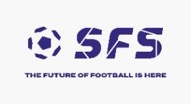 SFS
THE FUTURE OF FOOTBALL IS HERE